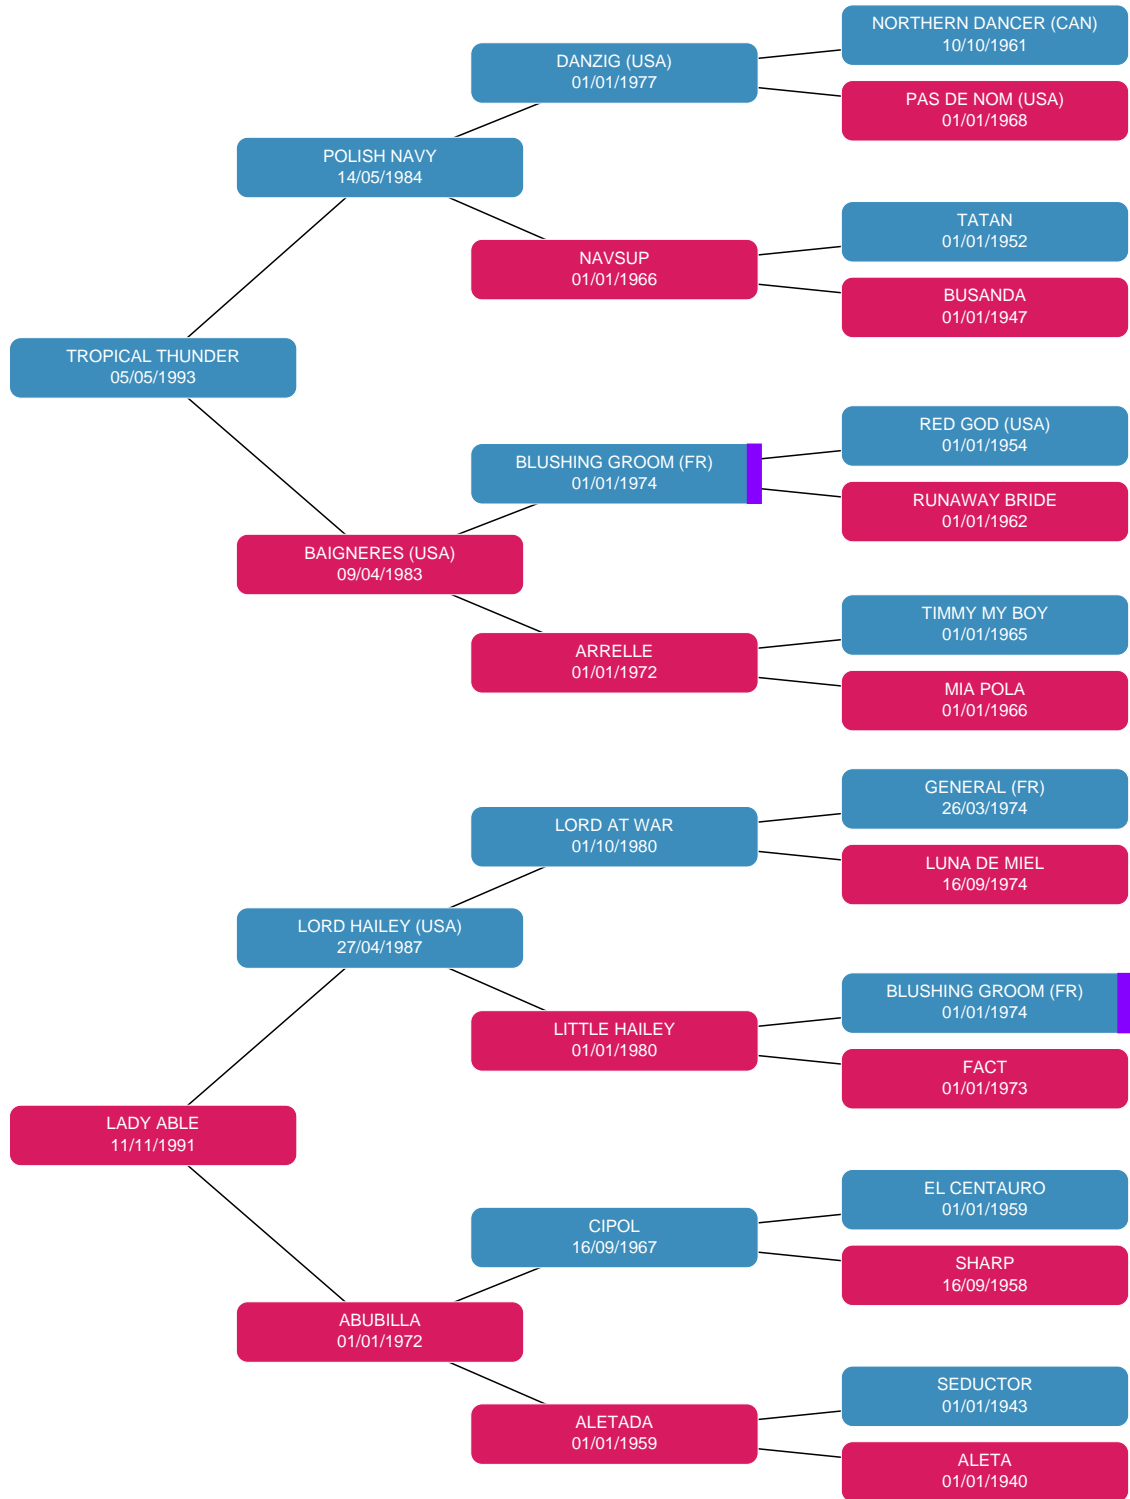 NORTHERN DANCER (CAN)
10/10/1961
DANZIG (USA)
01/01/1977
PAS DE NOM (USA)
01/01/1968
POLISH NAVY
14/05/1984
TATAN
01/01/1952
NAVSUP
01/01/1966
BUSANDA
01/01/1947
TROPICAL THUNDER
05/05/1993
RED GOD (USA)
01/01/1954
BLUSHING GROOM (FR)
01/01/1974
RUNAWAY BRIDE
01/01/1962
BAIGNERES (USA)
09/04/1983
TIMMY MY BOY
01/01/1965
ARRELLE
01/01/1972
MIA POLA
01/01/1966
GENERAL (FR)
26/03/1974
LORD AT WAR
01/10/1980
LUNA DE MIEL
16/09/1974
LORD HAILEY (USA)
27/04/1987
BLUSHING GROOM (FR)
01/01/1974
LITTLE HAILEY
01/01/1980
FACT
01/01/1973
LADY ABLE
11/11/1991
EL CENTAURO
01/01/1959
CIPOL
16/09/1967
SHARP
16/09/1958
ABUBILLA
01/01/1972
SEDUCTOR
01/01/1943
ALETADA
01/01/1959
ALETA
01/01/1940